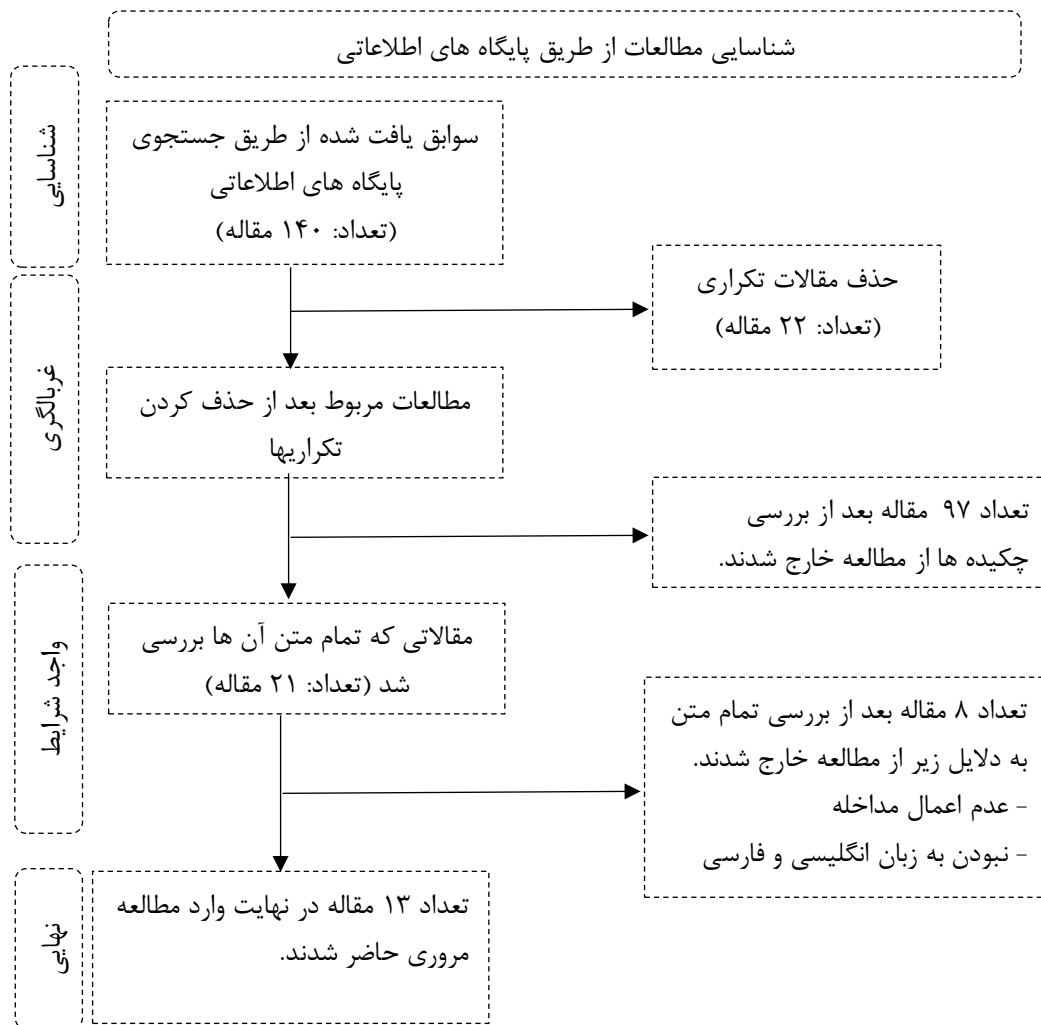 شناسایی مطالعات از طریق پایگاه های اطلاعاتی
شناسایی
سوابق یافت شده از طریق جستجوی
پایگاه های اطلاعاتی
(تعداد: ۱۴۰ مقاله)
حذف مقالات تکراری
(تعداد: ۲۲ مقاله)
غربالگری
مطالعات مربوط بعد از حذف کردن
تکراریها
تعداد ۹۷ مقاله بعد از بررسی
چکیده ها از مطالعه خارج شدند.
واجد شرایط
مقالاتی که تمام متن آن ها بررسی
شد (تعداد: ۲۱ مقاله)
تعداد ۸ مقاله بعد از بررسی تمام متن
به دلایل زیر از مطالعه خارج شدند.
- عدم اعمال مداخله
- نبودن به زبان انگلیسی و فارسی
نهایی
تعداد ۱۳ مقاله در نهایت وارد مطالعه
مروری حاضر شدند.